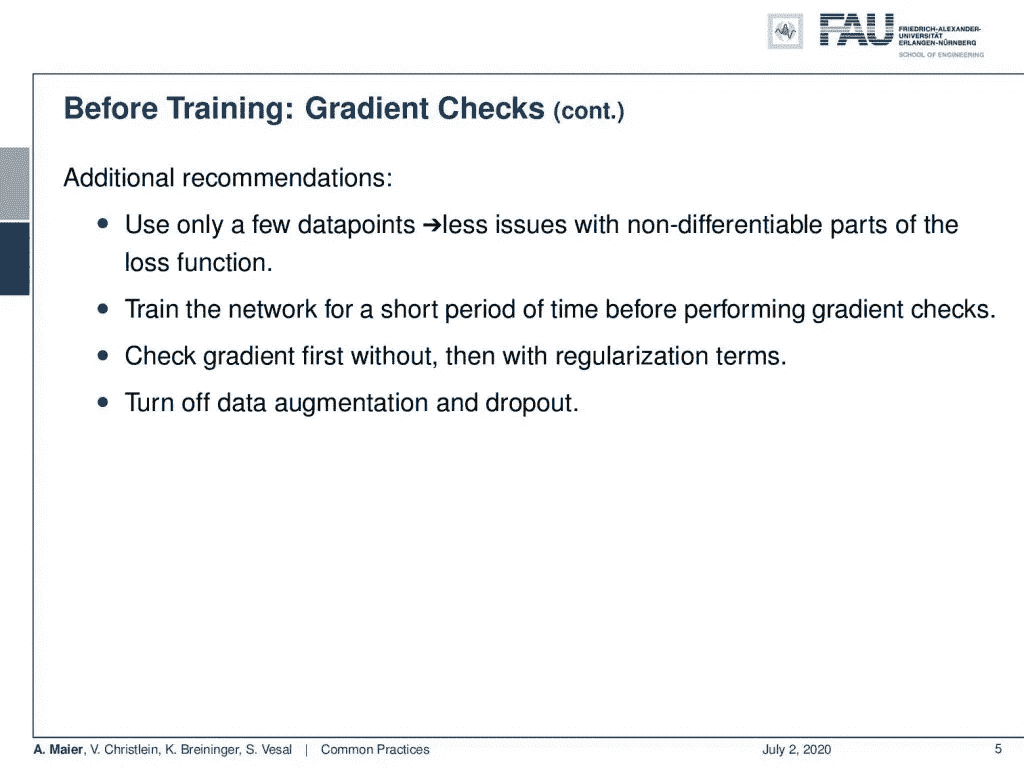 FAU
FRIEDRICH-ALEXANDER-
UNIVERSITÄT
ERLANGEN-NÜRNBERG
SCHOOL OF ENGINEERING
Before Training: Gradient Checks (cont.)
Additional recommendations:
• Use only a few datapoints ➔less issues with non-differentiable parts of the
loss function.
• Train the network for a short period of time before performing gradient checks.
• Check gradient first without, then with regularization terms.
• Turn off data augmentation and dropout.
A. Maier, V. Christlein, K. Breininger, S. Vesal | Common Practices July 2, 2020 5